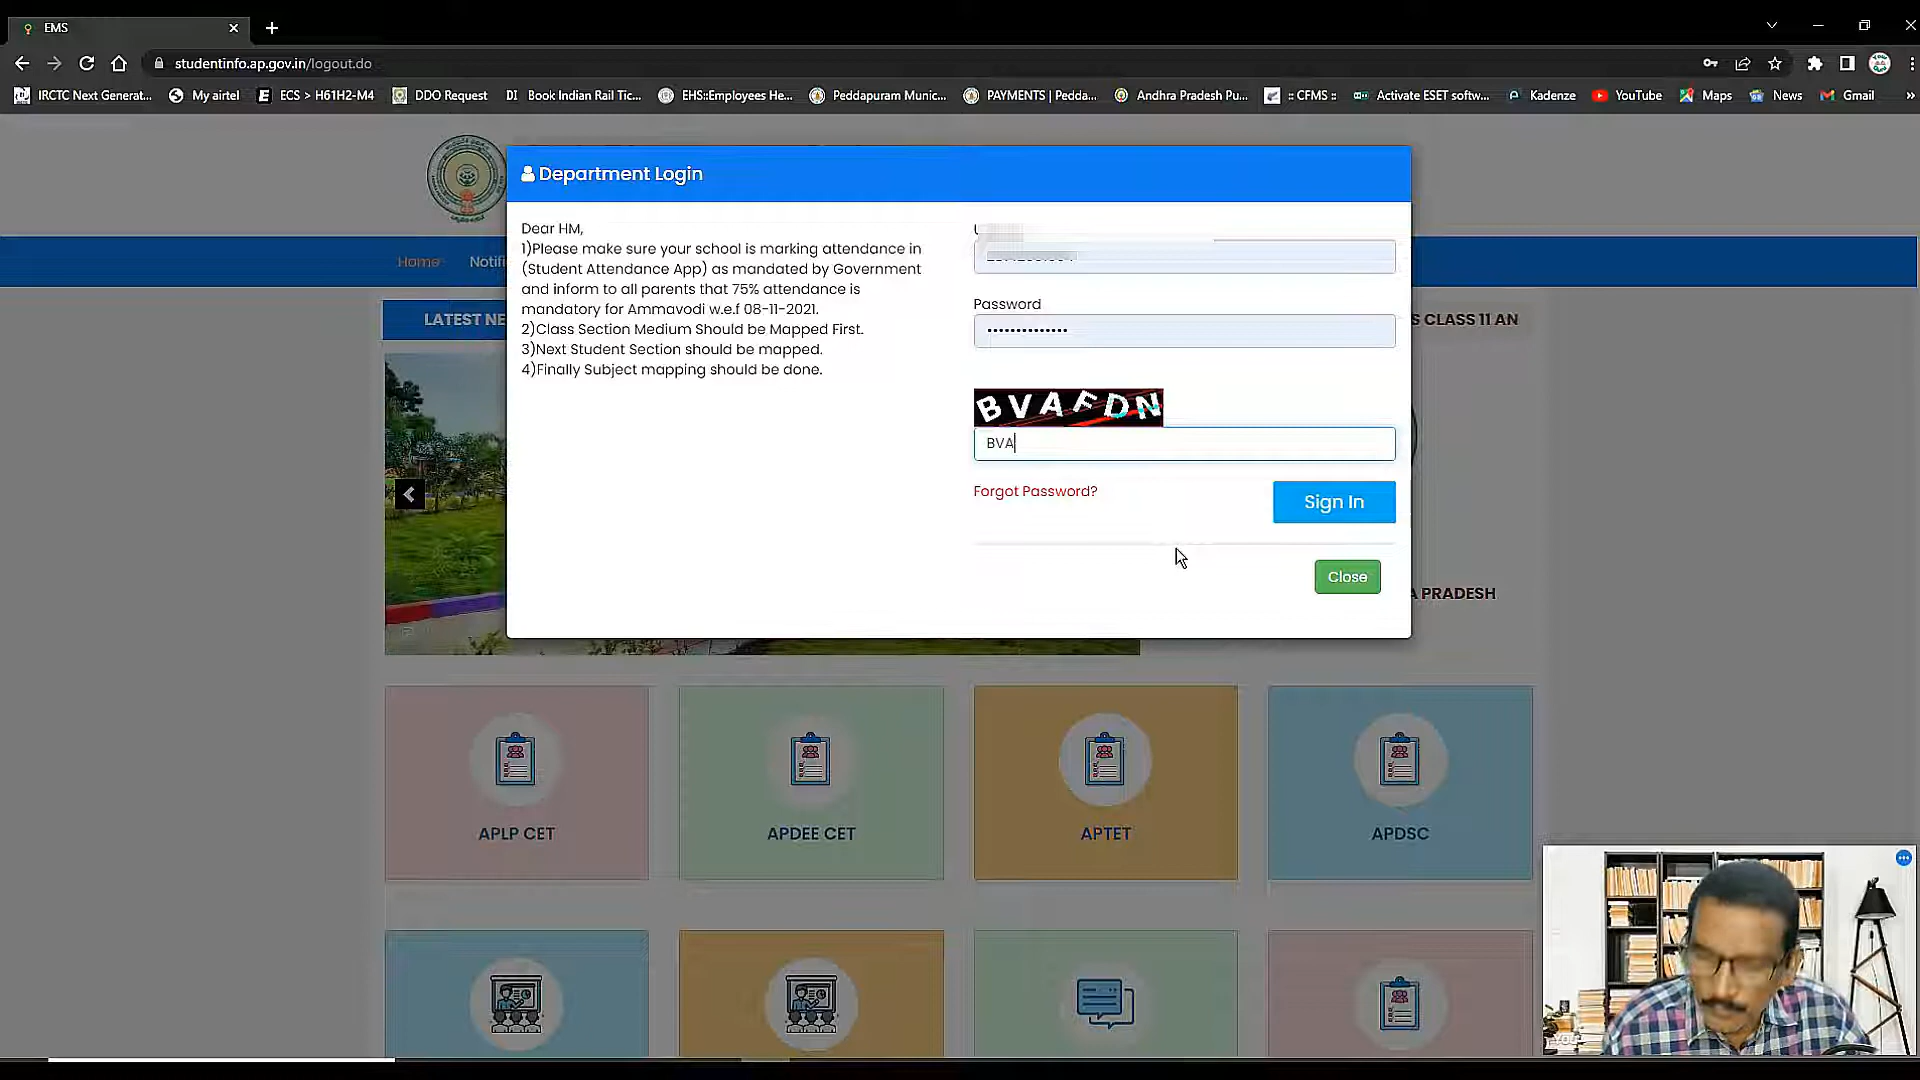 EMS
studentinfo.ap.gov.in/logout.do
IRCTC Next Generat...
My airtel
ECS > H61H2-M4
DDO Request
DI
Book Indian Rail Tic...
EHS::Employees He...
Peddapuram Munic...
PAYMENTS | Pedda...
Andhra Pradesh Pu...
:: CFMS ::
Activate ESET softw...
Kadenze
YouTube
Maps
News
Gmail
»
Department Login
Dear HM,
1)Please make sure your school is marking attendance in
(Student Attendance App) as mandated by Government
and inform to all parents that 75% attendance is
mandatory for Ammavodi w.e.f 08-11-2021.
2)Class Section Medium Should be Mapped First.
3)Next Student Section should be mapped.
4)Finally Subject mapping should be done.
Password
BVAFDN
BVA
Forgot Password?
Sign In
Close
Home
Notifi
LATEST NE
S CLASS 11 AN
A PRADESH
APLP CET
APDEE CET
APTET
APDSC